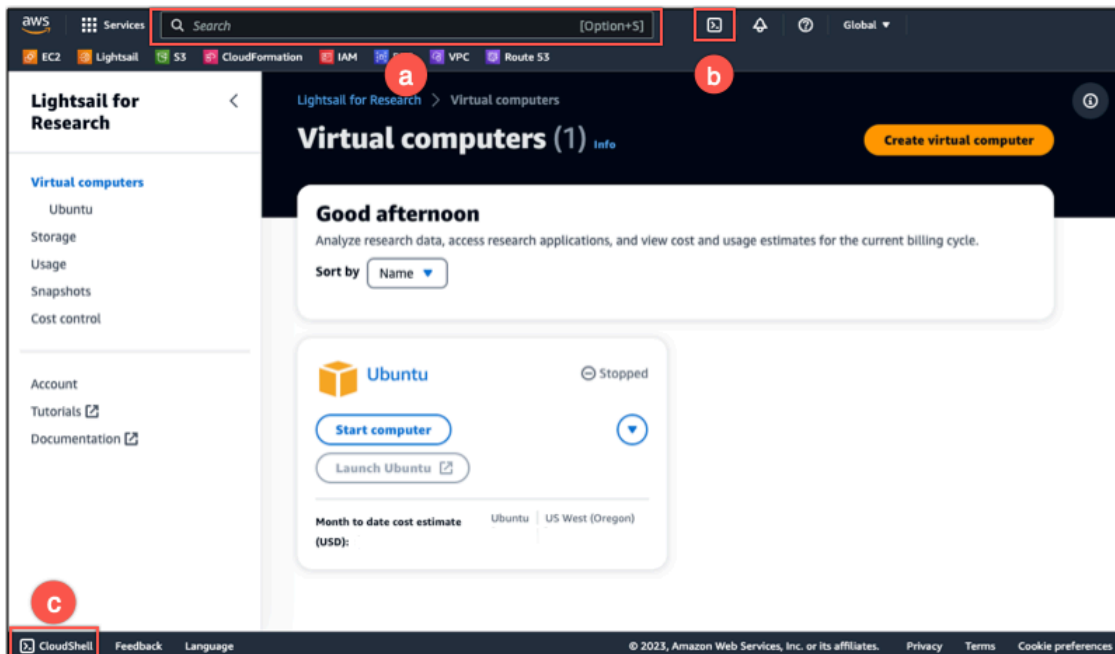 aws Services Search [Option+S] Global
EC2 Lightsail S3 CloudFormation IAM VPC Route 53
a
b
Lightsail for Research
Lightsail for Research > Virtual computers
Virtual computers (1) Info
Create virtual computer
Virtual computers
Ubuntu
Storage
Usage
Snapshots
Cost control
Account
Tutorials
Documentation
Good afternoon
Analyze research data, access research applications, and view cost and usage estimates for the current billing cycle.
Sort by Name
Ubuntu Stopped
Start computer
Launch Ubuntu
Month to date cost estimate
(USD):
Ubuntu US West (Oregon)
c
CloudShell Feedback Language © 2023, Amazon Web Services, Inc. or its affiliates. Privacy Terms Cookie preferences